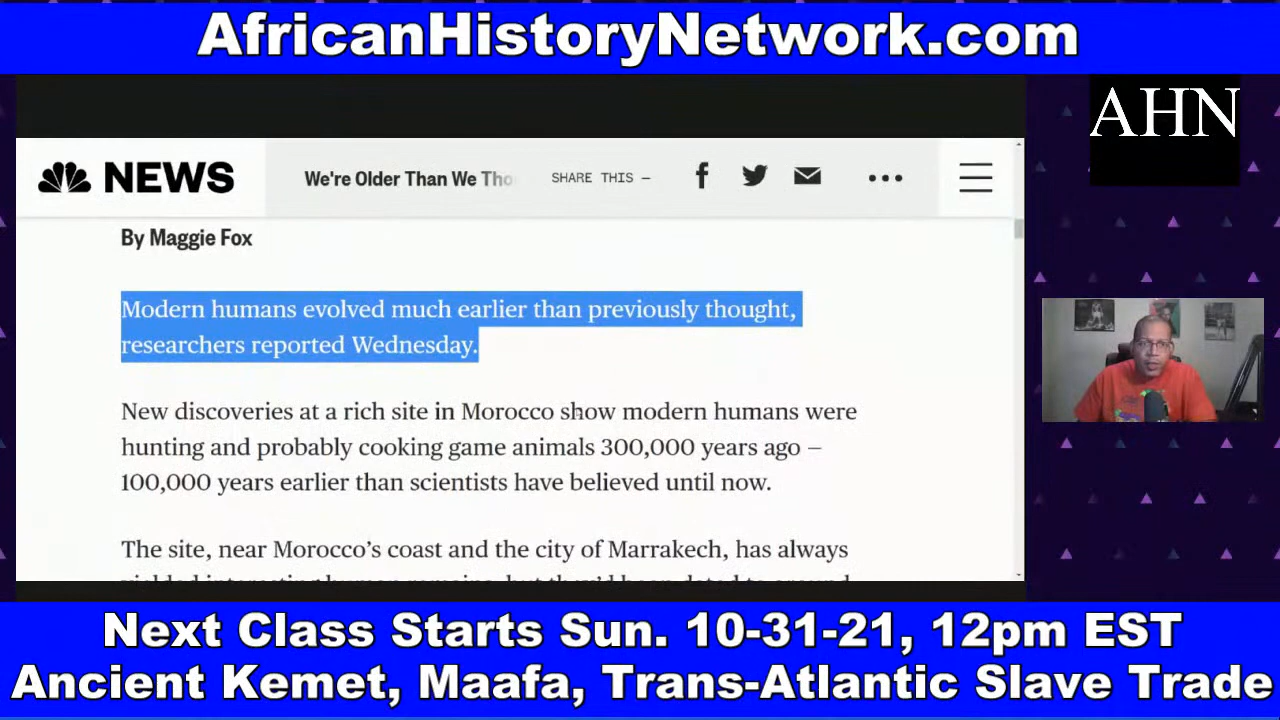 AfricanHistoryNetwork.com
AHN
NEWS
We're Older Than We Tho
SHARE THIS —
By Maggie Fox
Modern humans evolved much earlier than previously thought,
researchers reported Wednesday.
New discoveries at a rich site in Morocco show modern humans were
hunting and probably cooking game animals 300,000 years ago —
100,000 years earlier than scientists have believed until now.
The site, near Morocco's coast and the city of Marrakech, has always
Next Class Starts Sun. 10-31-21, 12pm EST
Ancient Kemet, Maafa, Trans-Atlantic Slave Trade